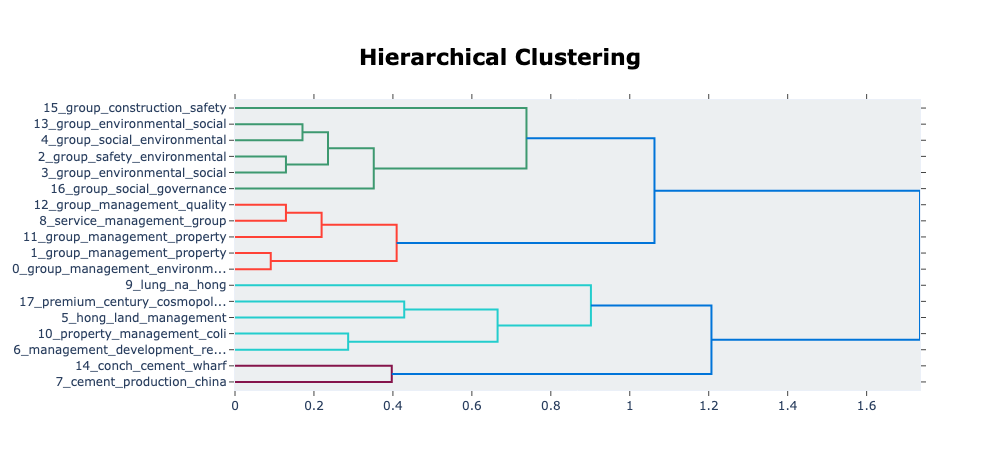 Hierarchical Clustering
15_group_construction_safety
13_group_environmental_social
4_group_social_environmental
2_group_safety_environmental
3_group_environmental_social
16_group_social_governance
12_group_management_quality
8_service_management_group
11_group_management_property
1_group_management_property
0_group_management_environm...
9_lung_na_hong
17_premium_century_cosmopol...
5_hong_land_management
10_property_management_coli
6_management_development_re...
14_conch_cement_wharf
7_cement_production_china
0 0.2 0.4 0.6 0.8 1 1.2 1.4 1.6